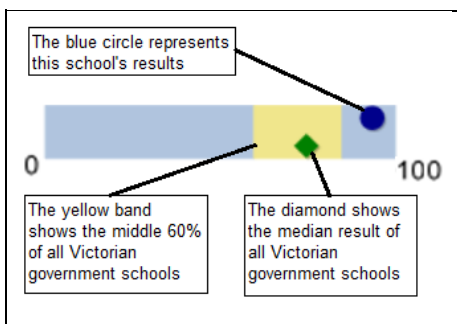 The blue circle represents
this school's results
0
100
The yellow band
shows the middle 60%
of all Victorian
government schools
The diamond shows
the median result of
all Victorian
government schools